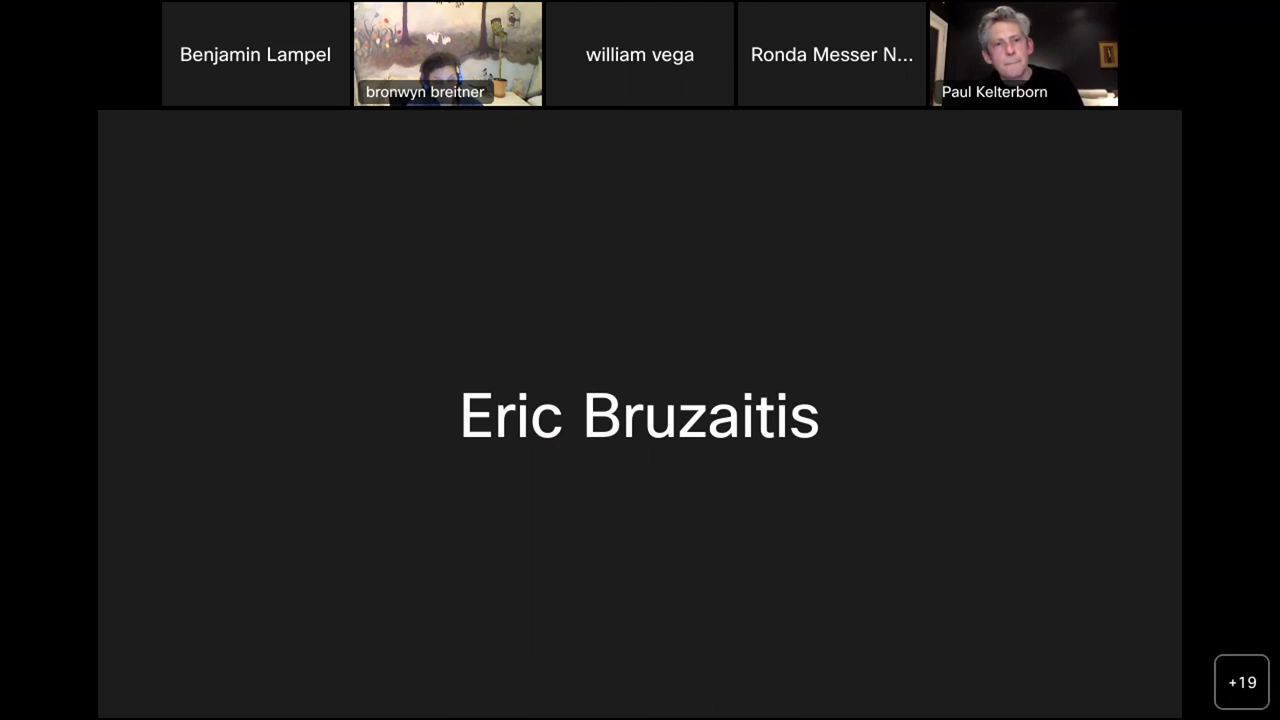 Benjamin Lampel
bronwyn breitner
william vega
Ronda Messer N...
Paul Kelterborn
Eric Bruzaitis
+19